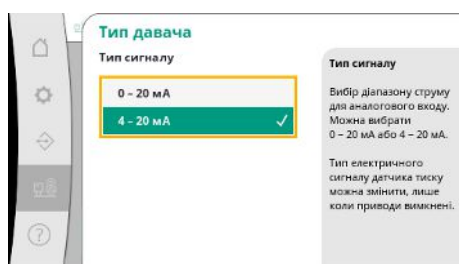 Тип давача
Тип сигналу
0 – 20 мА
4 – 20 мА
Тип сигналу
Вибір діапазону струму
для аналогового входу.
Можна вибрати
0 – 20 мА або 4 – 20 мА.
Тип електричного
сигналу датчика тиску
можна змінити, лише
коли приводи вимкнені.